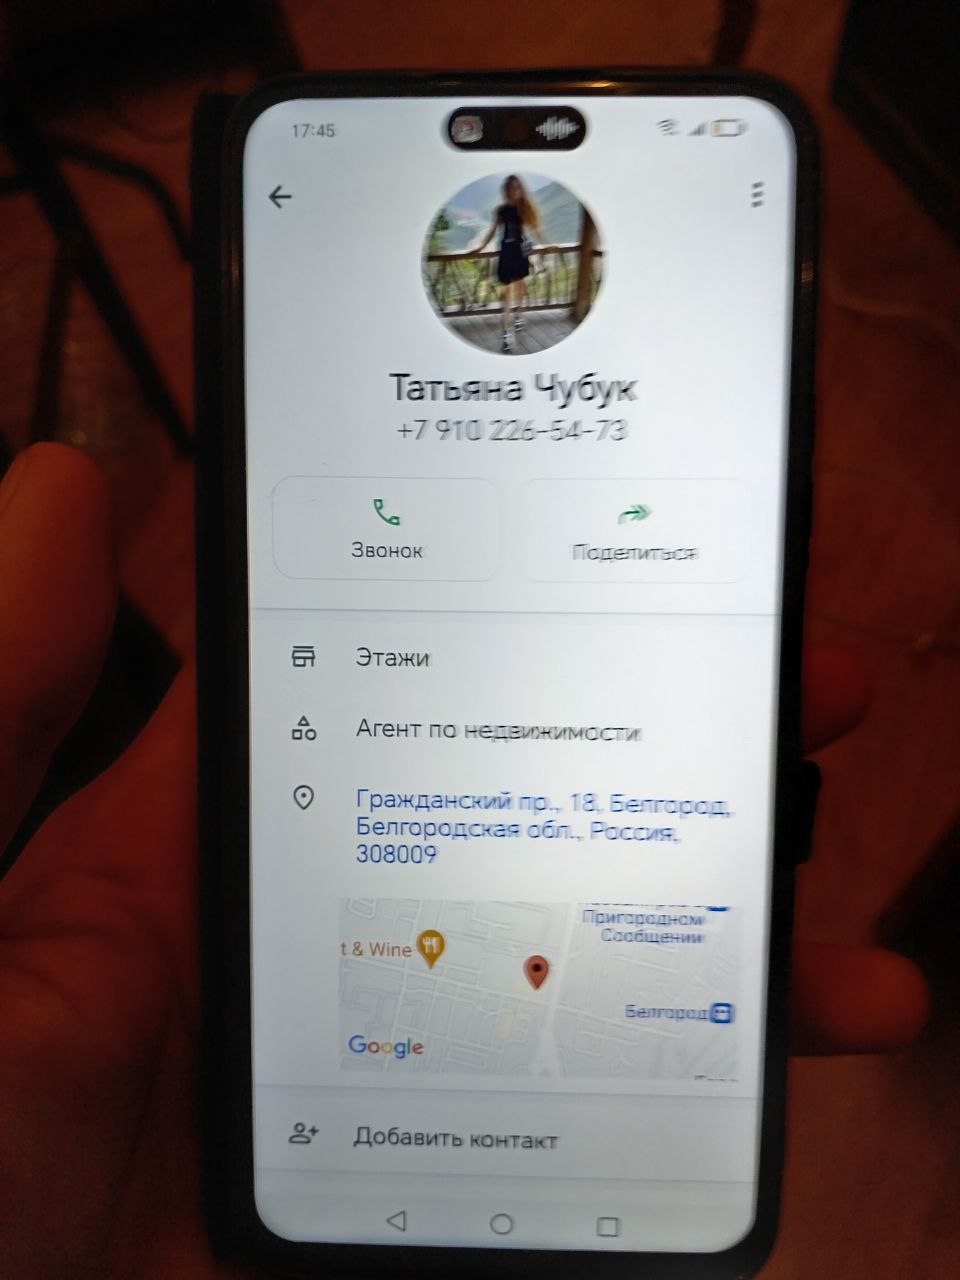 17:45
Татьяна Чубук
+7 910 226-54-73
Звонок
Поделиться
Этажи
Агент по недвижимости
Гражданский пр., 18, Белгород,
Белгородская обл., Россия,
308009
Пригородном
Сообщении
t & Wine
Белгород
Google
Добавить контакт